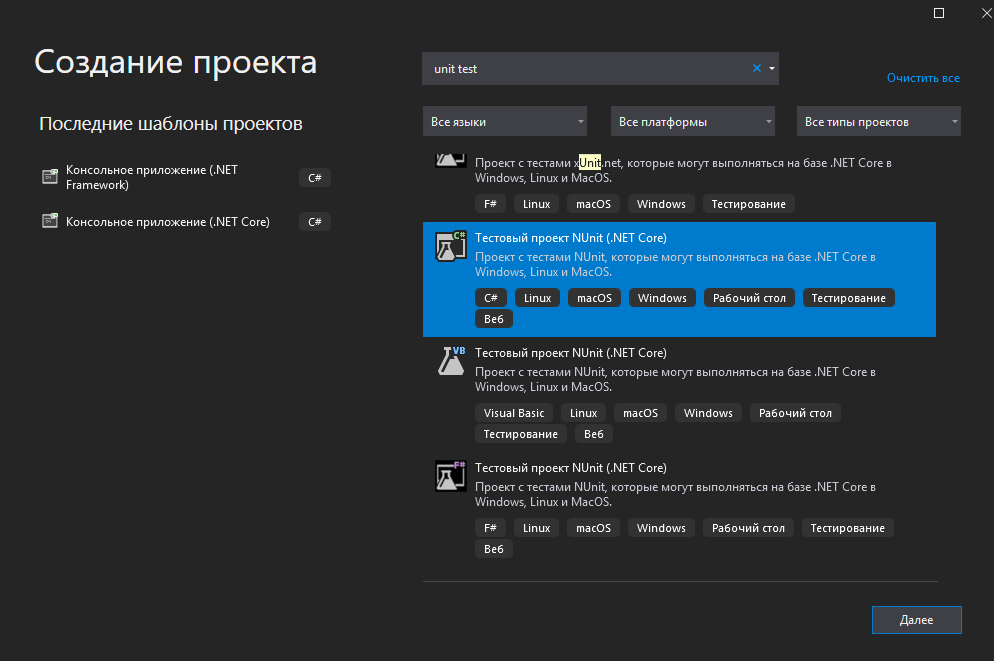 Создание проекта
Последние шаблоны проектов
Консольное приложение (.NET
Framework)
C#
Консольное приложение (.NET Core)
C#
unit test
Очистить все
Все языки
Все платформы
Все типы проектов
Проект с тестами xUnit.net, которые могут выполняться на базе .NET Core в
Windows, Linux и MacOS.
F# Linux macOS Windows Тестирование
C#
Тестовый проект NUnit (.NET Core)
Проект с тестами NUnit, которые могут выполняться на базе .NET Core в
Windows, Linux и MacOS.
C# Linux macOS Windows Рабочий стол Тестирование
Веб
VB
Тестовый проект NUnit (.NET Core)
Проект с тестами NUnit, которые могут выполняться на базе .NET Core в
Windows, Linux и MacOS.
Visual Basic Linux macOS Windows Рабочий стол
Тестирование Веб
F#
Тестовый проект NUnit (.NET Core)
Проект с тестами NUnit, которые могут выполняться на базе .NET Core в
Windows, Linux и MacOS.
F# Linux macOS Windows Рабочий стол Тестирование
Веб
Далее